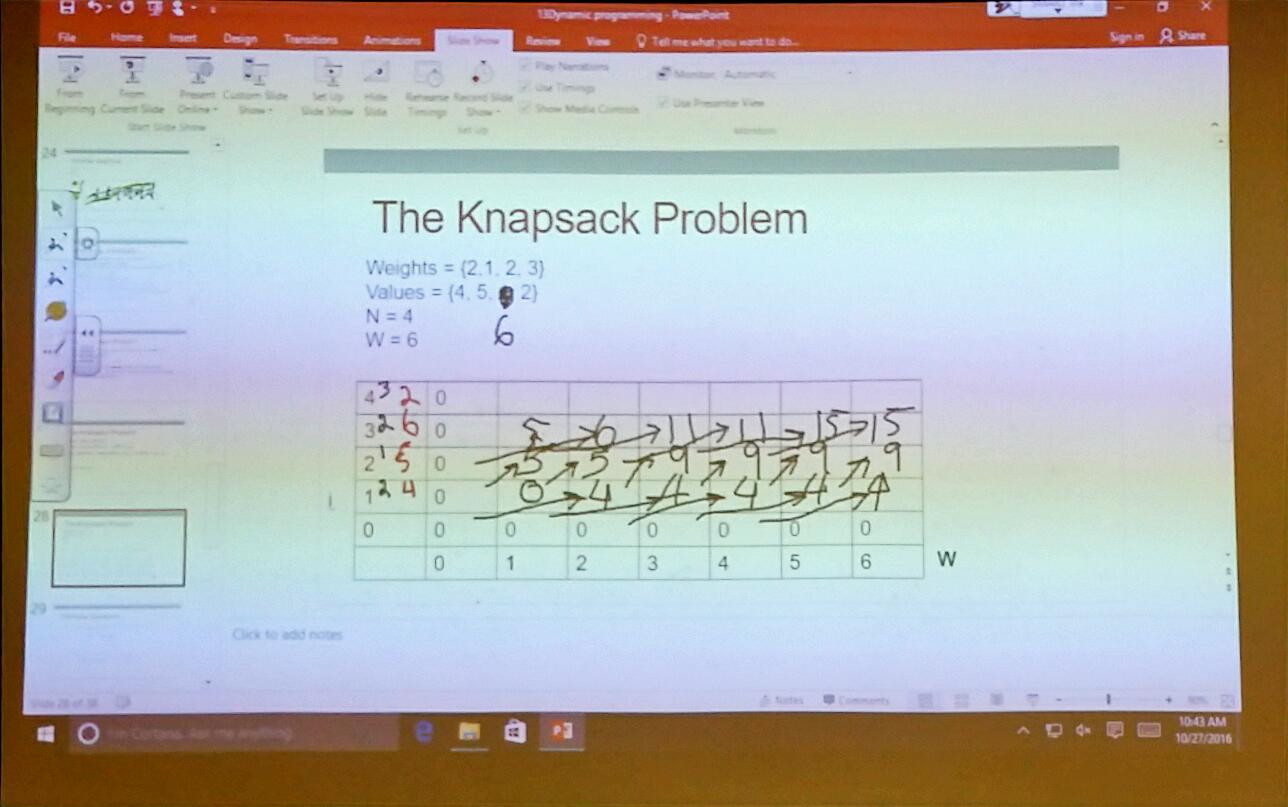 13Dynamic programming - PowerPoint
File Home Insert Design Transitions Animations Slide Show Review View Tell me what you want to do... Sign in Share
From Beginning From Current Slide Present Online Custom Slide Show Set Up Slide Show Hide Slide Rehearse Timings Record Slide Show
Play Narrations
Use Timings
Show Media Controls
Monitor: Automatic
Use Presenter View
Start Slide Show Set Up Monitors
24
28
29
The Knapsack Problem
Weights = {2,1, 2, 3}
Values = {4, 5, 2}
6
N = 4
W = 6
4 3 2 0
3 2 6 0 5 6 11 11 15 15
2 1 5 0 5 5 9 9 9 9
i 1 2 4 0 0 4 4 4 4 4
0 0 0 0 0 0 0 0
0 1 2 3 4 5 6 W
Click to add notes
Slide 28 of 38 Notes Comments 90%
I'm Cortana. Ask me anything.
10:43 AM
10/27/2016